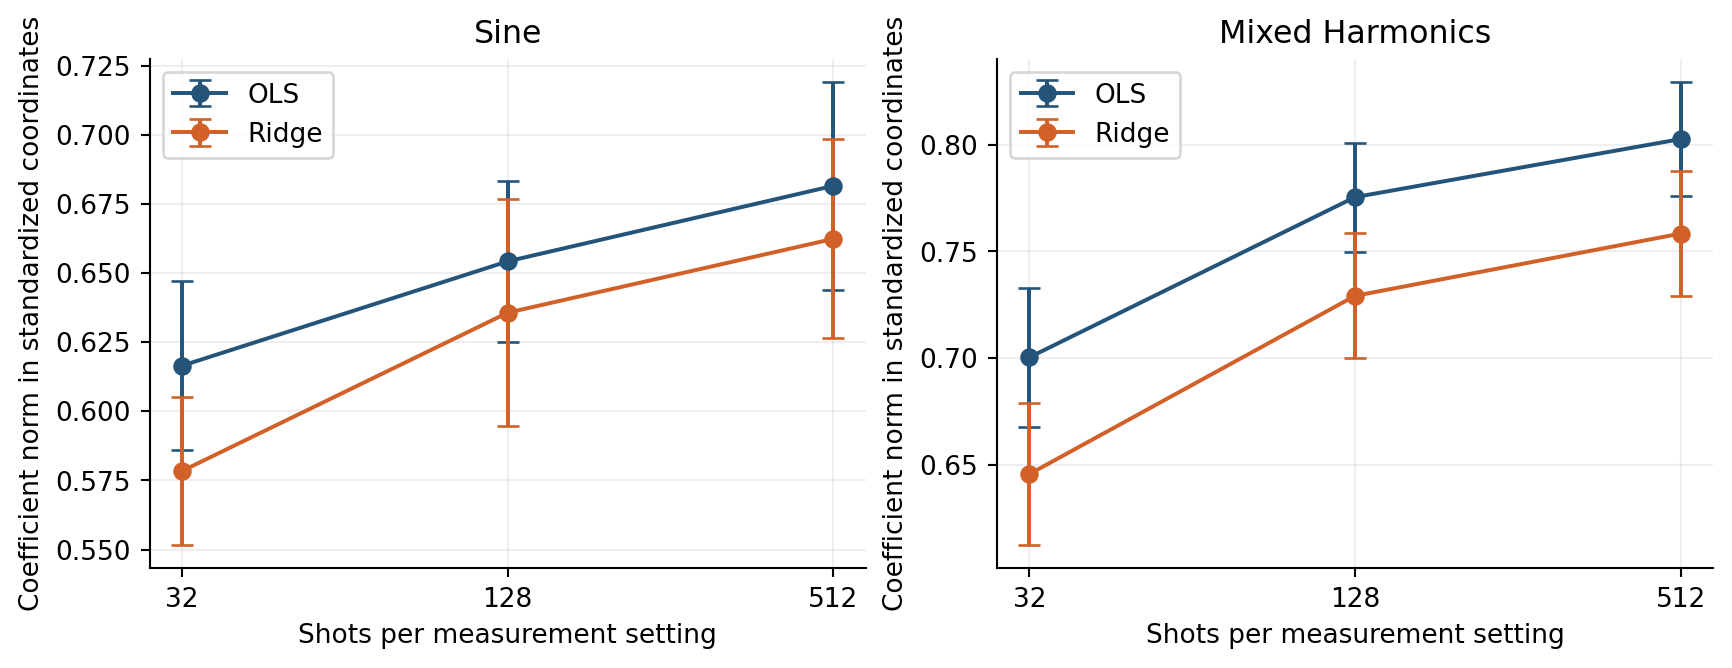 Sine
Coefficient norm in standardized coordinates
0.725
0.700
0.675
0.650
0.625
0.600
0.575
0.550
OLS
Ridge
32
128
512
Shots per measurement setting
Mixed Harmonics
Coefficient norm in standardized coordinates
0.80
0.75
0.70
0.65
OLS
Ridge
32
128
512
Shots per measurement setting